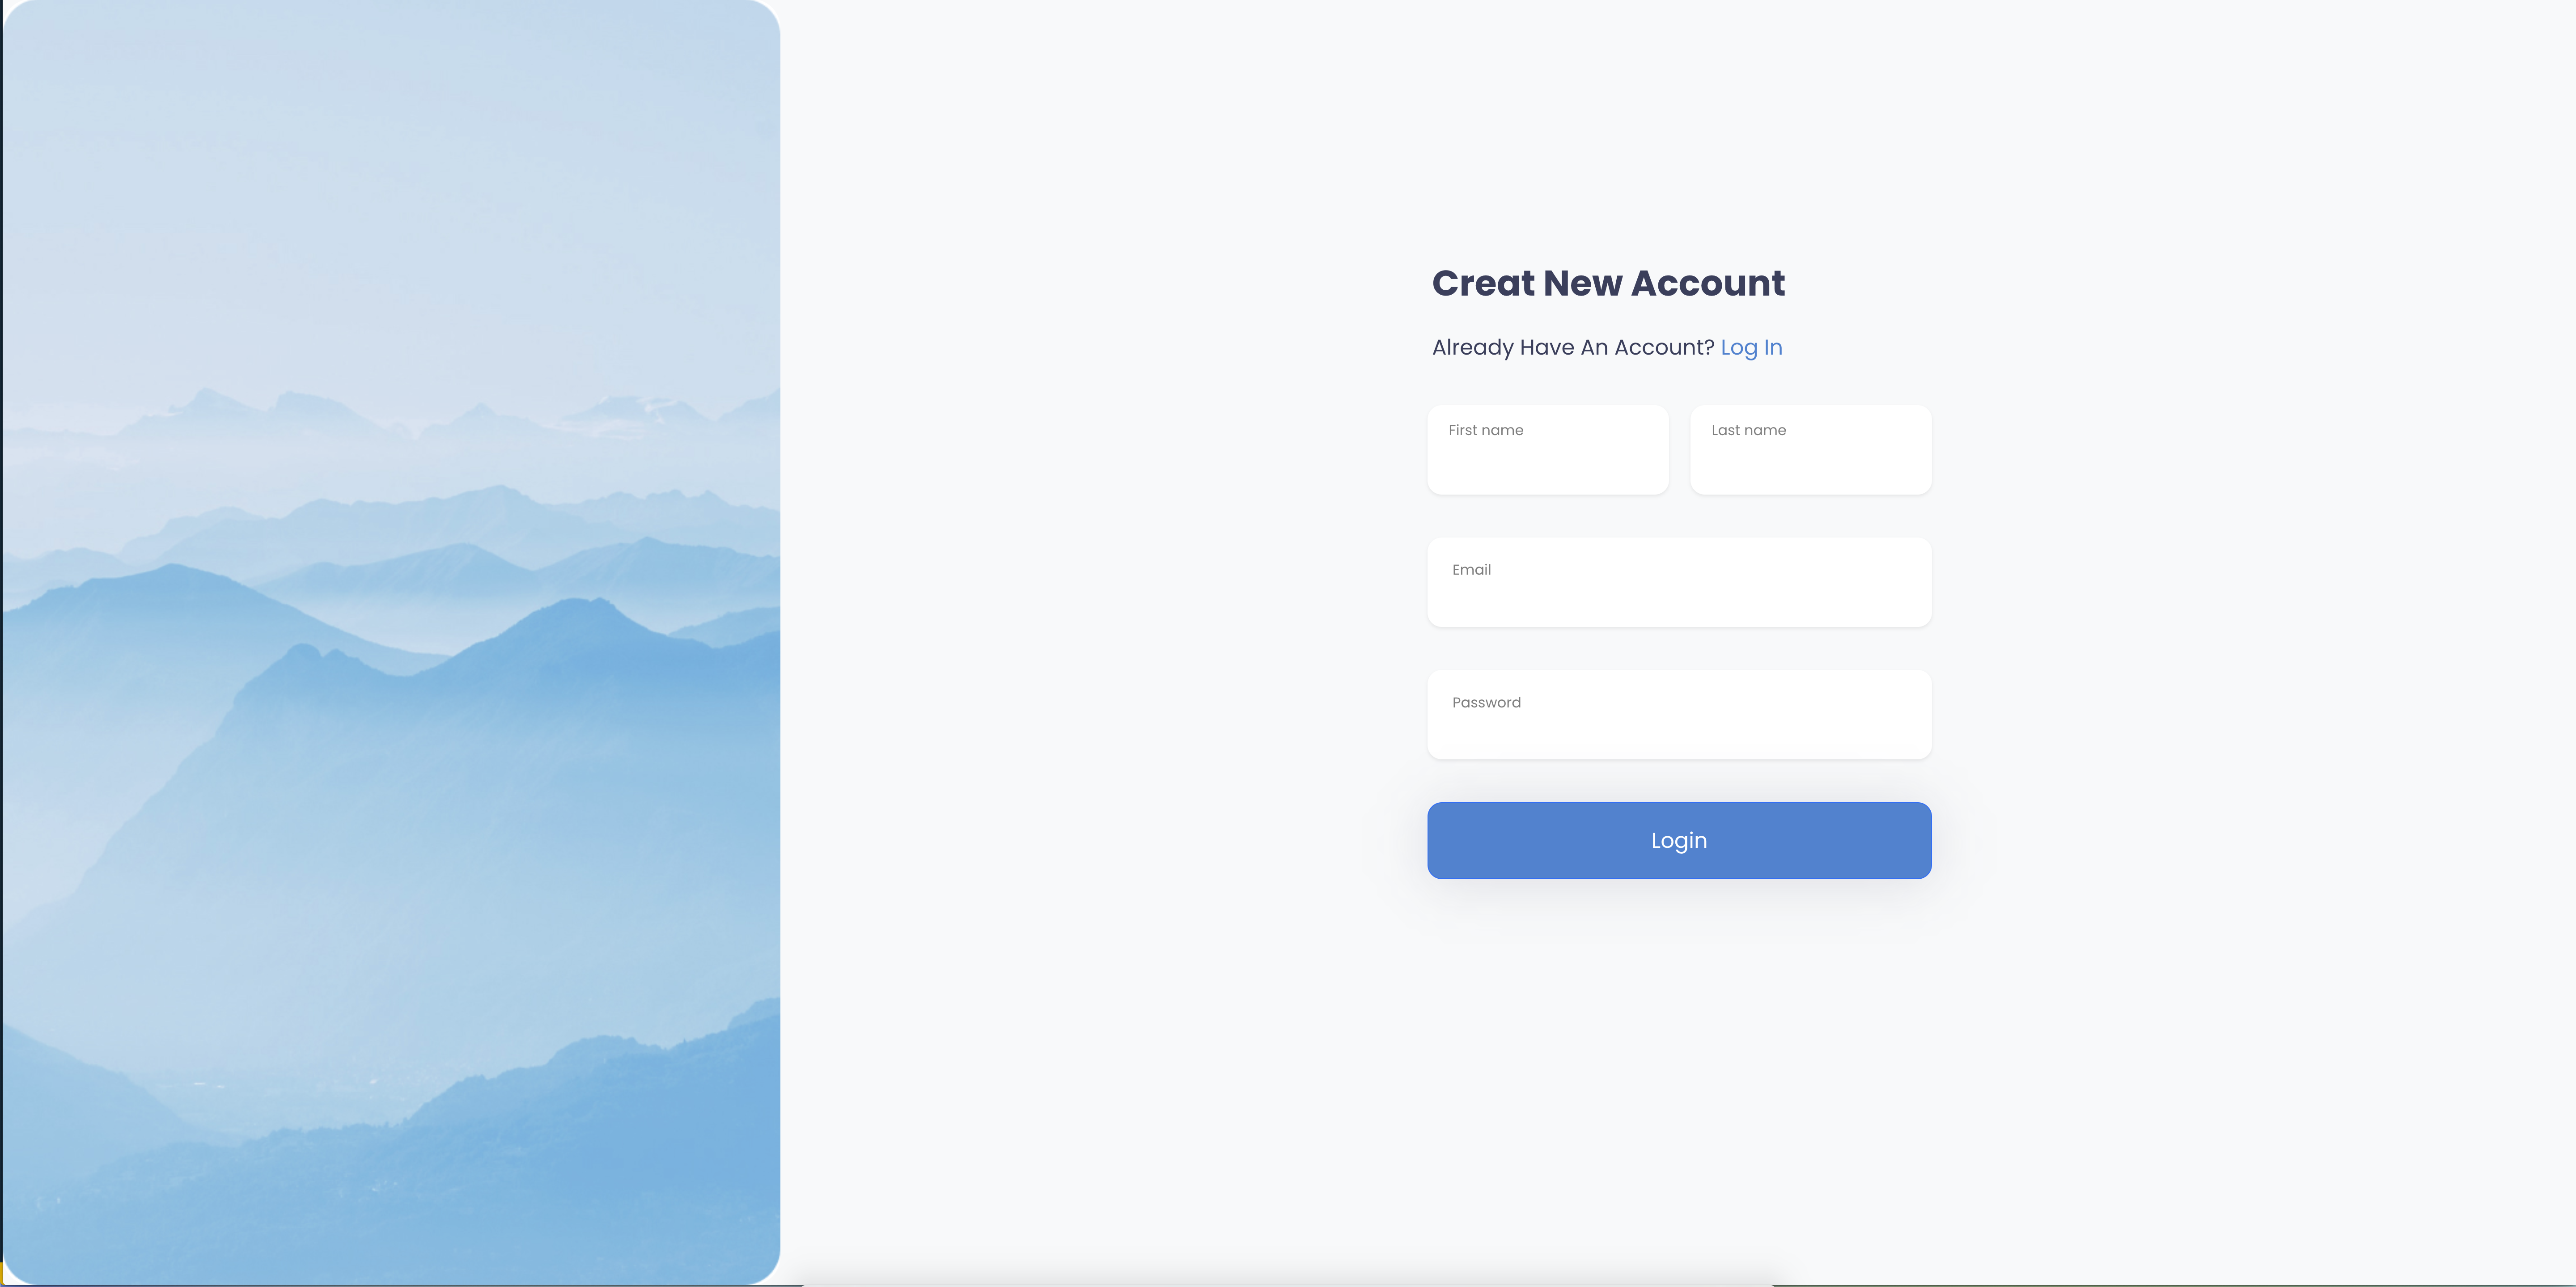 Creat New Account
Already Have An Account? Log In
First name
Last name
Email
Password
Login